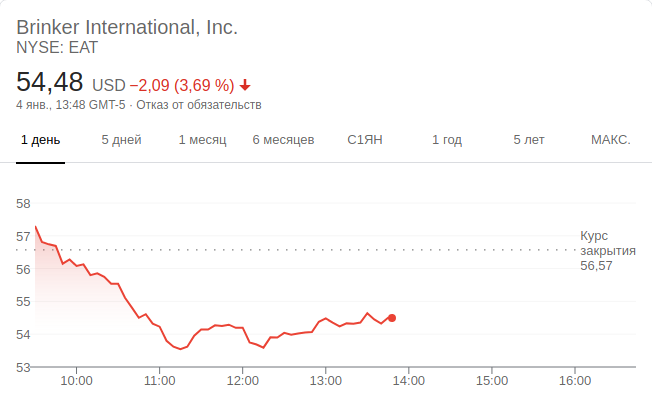 Brinker International, Inc.
NYSE: EAT
54,48 USD −2,09 (3,69 %)
4 янв., 13:48 GMT-5 · Отказ от обязательств
1 день 5 дней 1 месяц 6 месяцев С1ЯН 1 год 5 лет МАКС.
58
57
56
55
54
53
Курс
закрытия
56,57
10:00 11:00 12:00 13:00 14:00 15:00 16:00